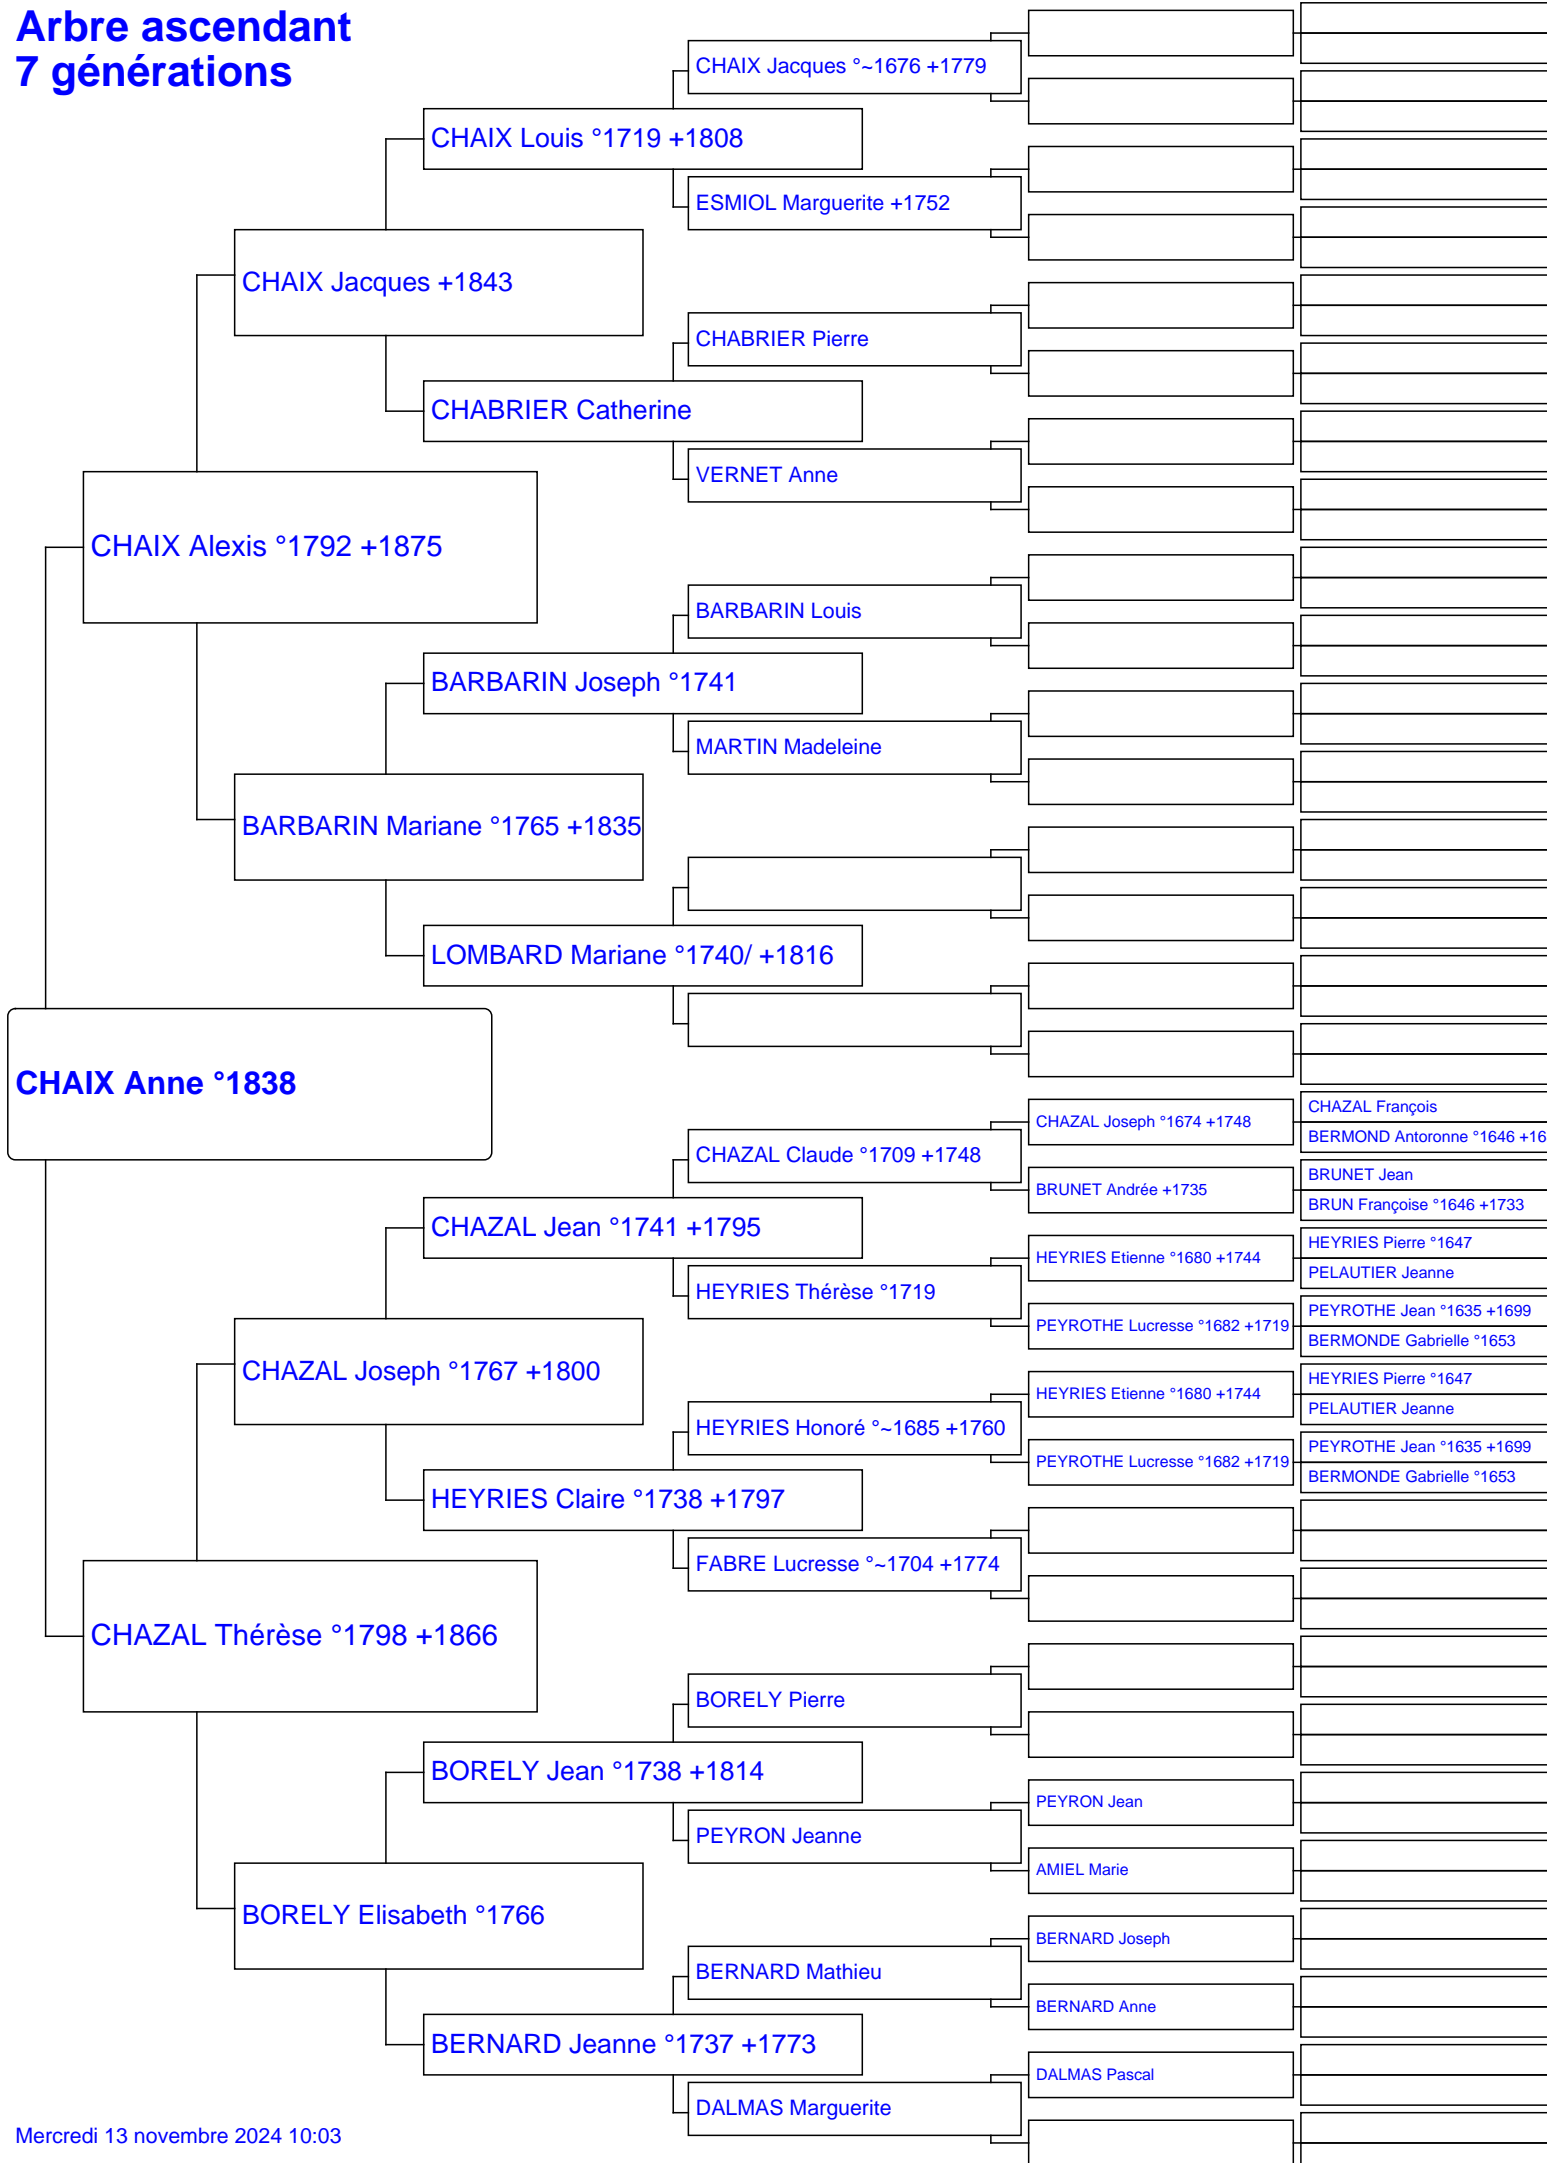 Arbre ascendant
7 générations
CHAIX Jacques °~1676 +1779
CHAIX Louis °1719 +1808
ESMIOL Marguerite +1752
CHAIX Jacques +1843
CHABRIER Pierre
CHABRIER Catherine
VERNET Anne
CHAIX Alexis °1792 +1875
BARBARIN Louis
BARBARIN Joseph °1741
MARTIN Madeleine
BARBARIN Mariane °1765 +1835
LOMBARD Mariane °1740/ +1816
CHAIX Anne °1838
CHAZAL François
CHAZAL Joseph °1674 +1748
BERMOND Antoronne °1646 +16
CHAZAL Claude °1709 +1748
BRUNET Jean
BRUNET Andrée +1735
BRUN Françoise °1646 +1733
CHAZAL Jean °1741 +1795
HEYRIES Pierre °1647
HEYRIES Etienne °1680 +1744
PELAUTIER Jeanne
HEYRIES Thérèse °1719
PEYROTHE Jean °1635 +1699
PEYROTHE Lucresse °1682 +1719
BERMONDE Gabrielle °1653
CHAZAL Joseph °1767 +1800
HEYRIES Pierre °1647
HEYRIES Etienne °1680 +1744
PELAUTIER Jeanne
HEYRIES Honoré °~1685 +1760
PEYROTHE Jean °1635 +1699
PEYROTHE Lucresse °1682 +1719
BERMONDE Gabrielle °1653
HEYRIES Claire °1738 +1797
FABRE Lucresse °~1704 +1774
CHAZAL Thérèse °1798 +1866
BORELY Pierre
BORELY Jean °1738 +1814
PEYRON Jean
PEYRON Jeanne
AMIEL Marie
BORELY Elisabeth °1766
BERNARD Joseph
BERNARD Mathieu
BERNARD Anne
BERNARD Jeanne °1737 +1773
DALMAS Pascal
DALMAS Marguerite
Mercredi 13 novembre 2024 10:03